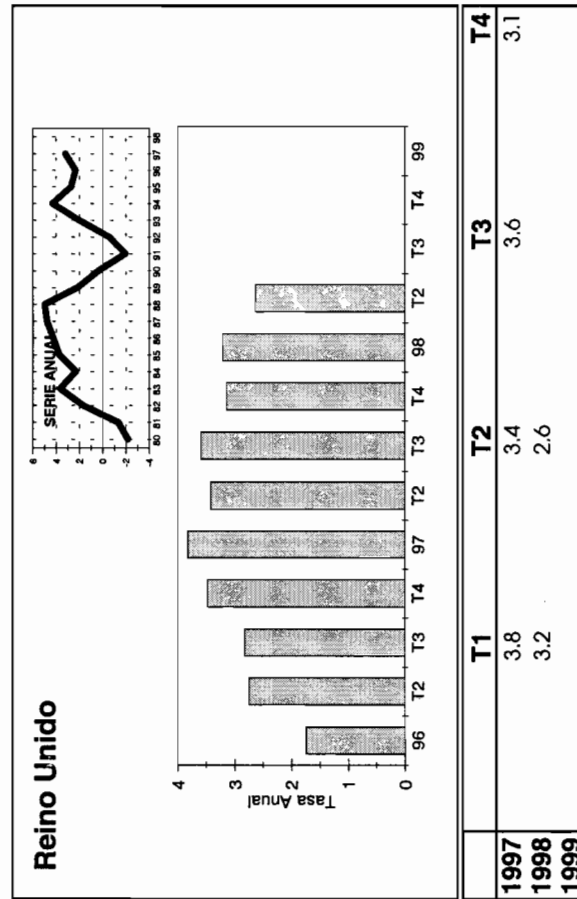 Reino Unido
SERIE ANUAL
6
4
2
0
-2
-4
80 81 82 83 84 85 86 87 88 89 90 91 92 93 94 95 96 97 98
Tasa Anual
4
3
2
1
0
96 T2 T3 T4 97 T2 T3 T4 98 T2 T3 T4 99
T1 T2 T3 T4
1997 3.8 3.4 3.6 3.1
1998 3.2 2.6
1999